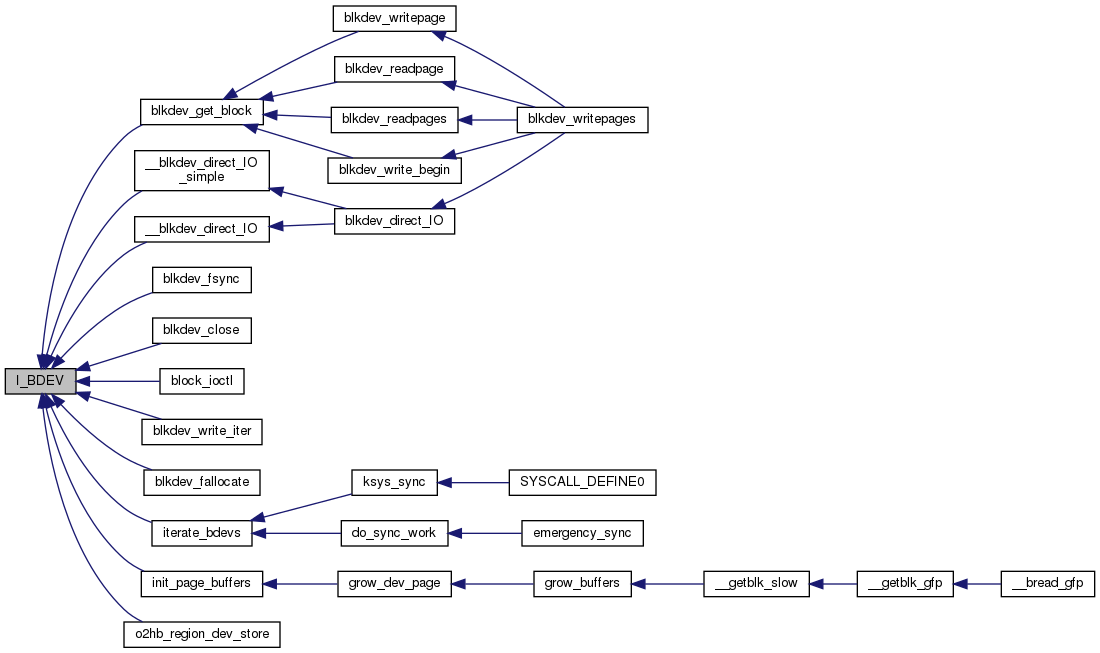 blkdev_writepage
blkdev_readpage
blkdev_get_block
blkdev_readpages
blkdev_writepages
__blkdev_direct_IO
_simple
blkdev_write_begin
blkdev_direct_IO
__blkdev_direct_IO
blkdev_fsync
blkdev_close
I_BDEV
block_ioctl
blkdev_write_iter
blkdev_fallocate
ksys_sync
SYSCALL_DEFINE0
iterate_bdevs
do_sync_work
emergency_sync
init_page_buffers
grow_dev_page
grow_buffers
__getblk_slow
__getblk_gfp
__bread_gfp
o2hb_region_dev_store